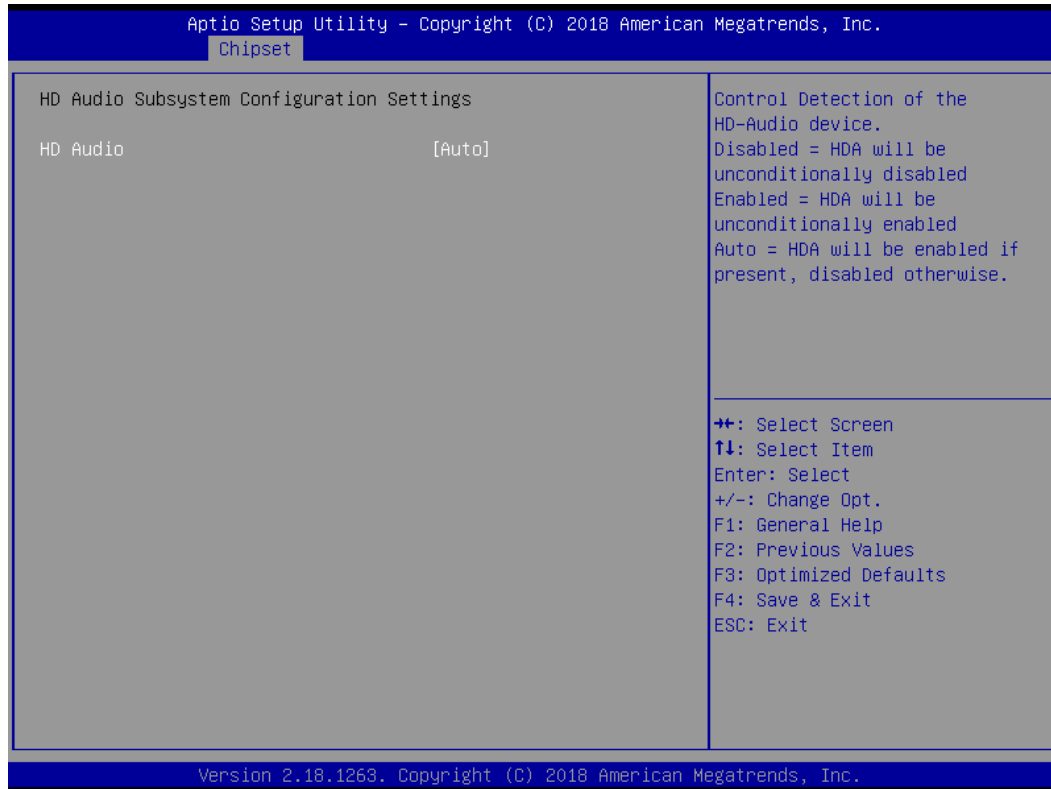 Aptio Setup Utility – Copyright (C) 2018 American Megatrends, Inc.
Chipset
HD Audio Subsystem Configuration Settings
HD Audio [Auto]
Control Detection of the
HD-Audio device.
Disabled = HDA will be
unconditionally disabled
Enabled = HDA will be
unconditionally enabled
Auto = HDA will be enabled if
present, disabled otherwise.
→←: Select Screen
↑↓: Select Item
Enter: Select
+/-: Change Opt.
F1: General Help
F2: Previous Values
F3: Optimized Defaults
F4: Save & Exit
ESC: Exit
Version 2.18.1263. Copyright (C) 2018 American Megatrends, Inc.